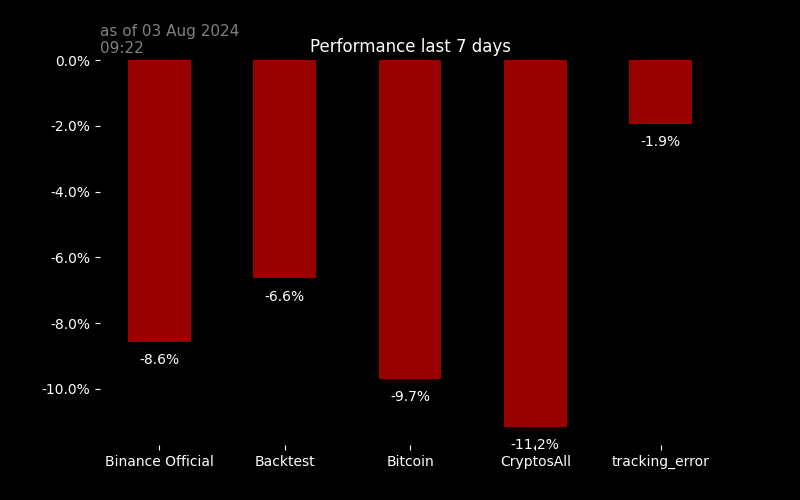 as of 03 Aug 2024
09:22
Performance last 7 days
0.0%
-2.0%
-4.0%
-6.0%
-8.0%
-10.0%
-8.6%
-6.6%
-9.7%
-11.2%
-1.9%
Binance Official
Backtest
Bitcoin
CryptosAll
tracking_error